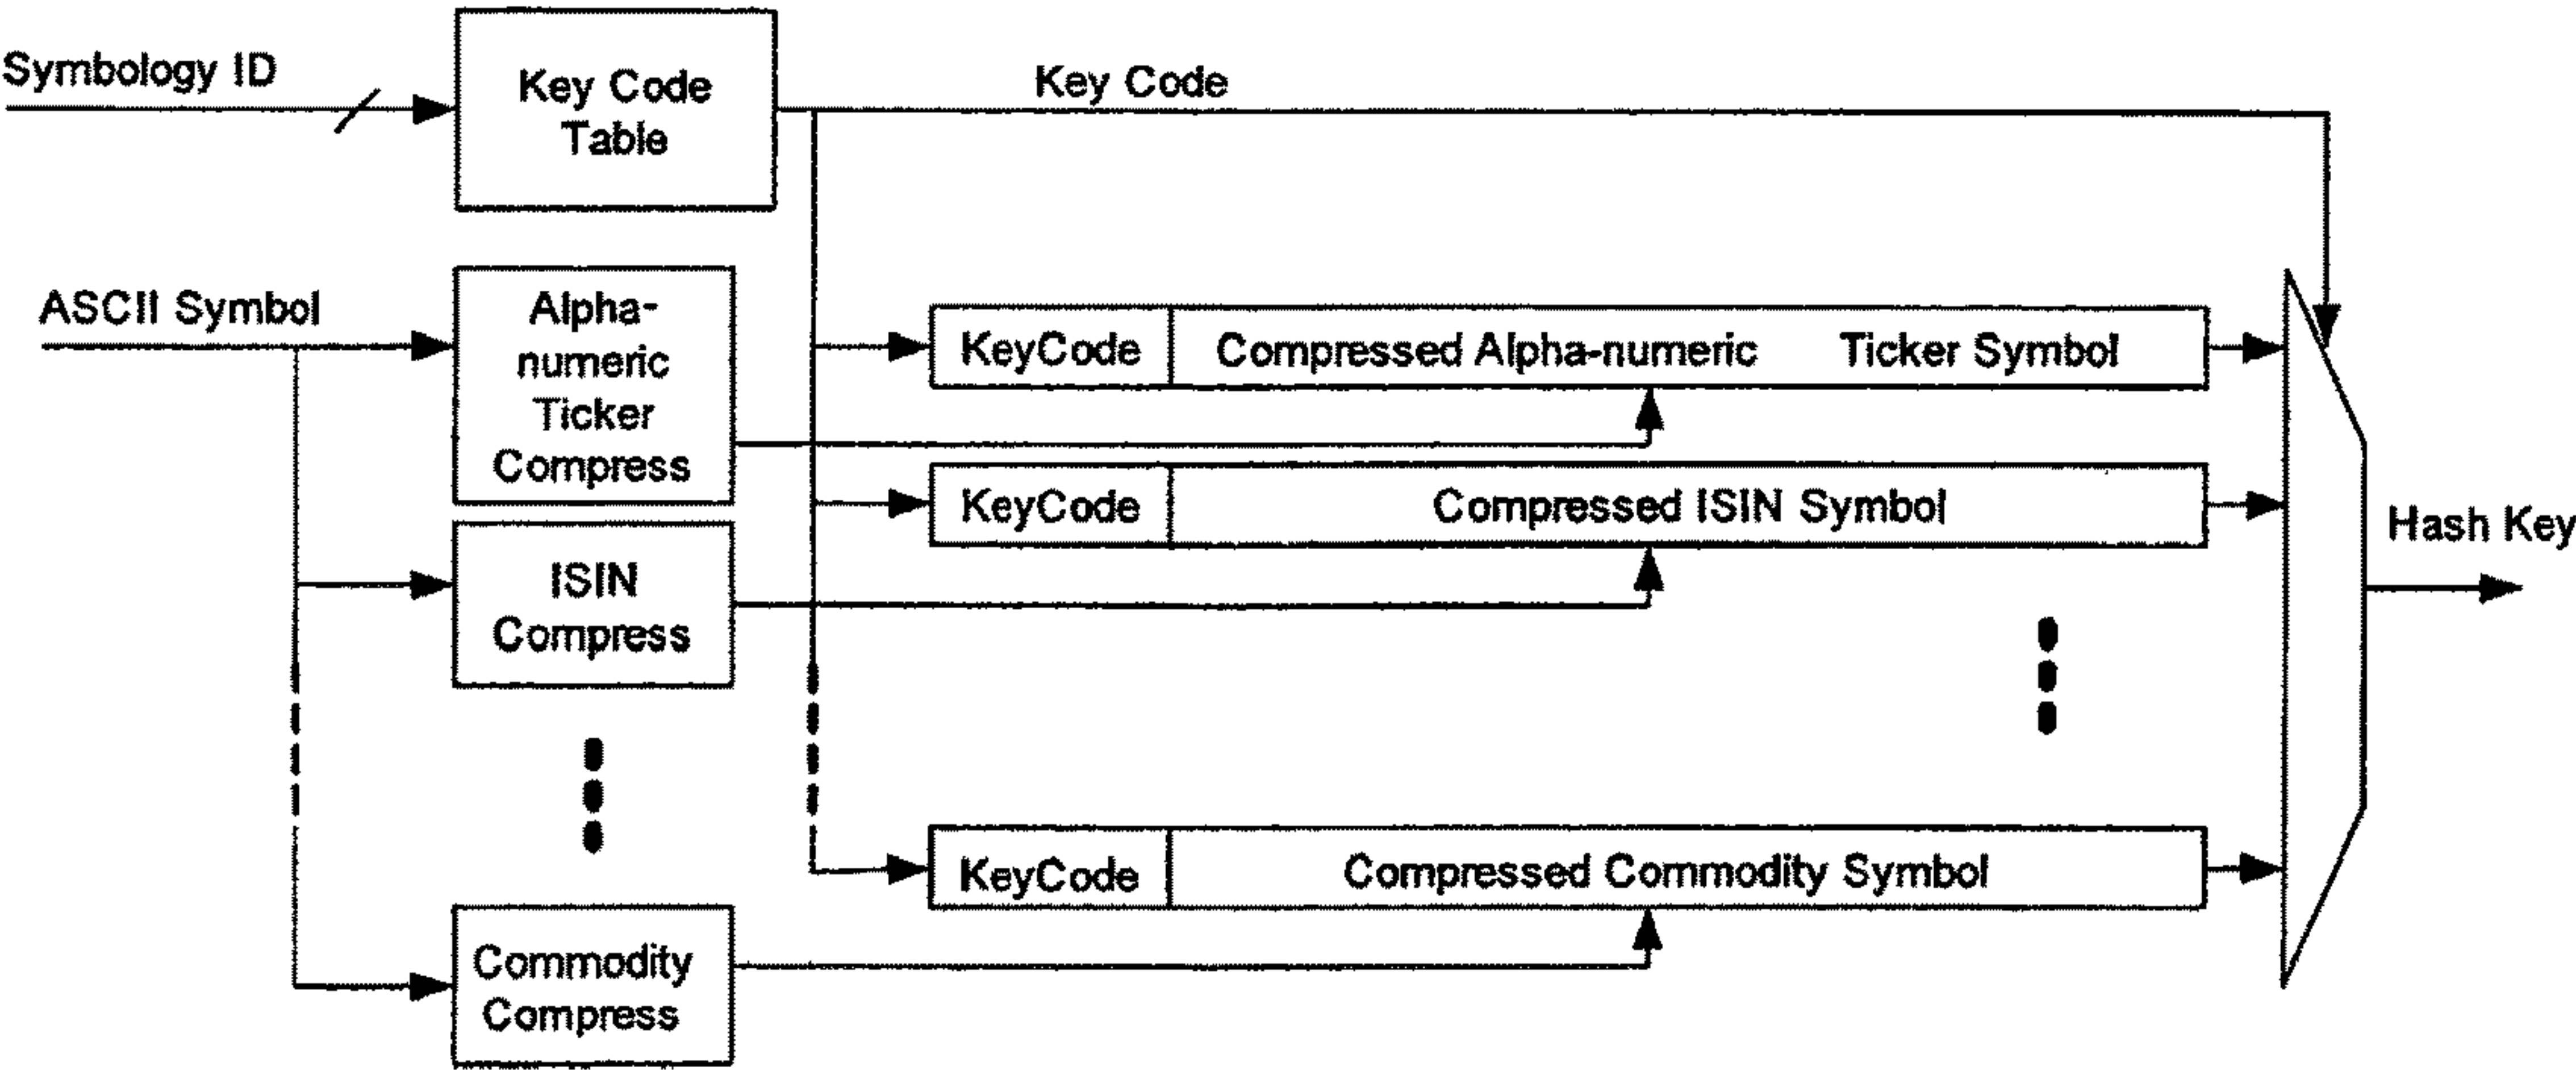 Symbology ID
Key Code
Table
Key Code
ASCII Symbol
Alpha-
numeric
Ticker
Compress
KeyCode
Compressed Alpha-numeric Ticker Symbol
KeyCode
Compressed ISIN Symbol
Hash Key
ISIN
Compress
KeyCode
Compressed Commodity Symbol
Commodity
Compress